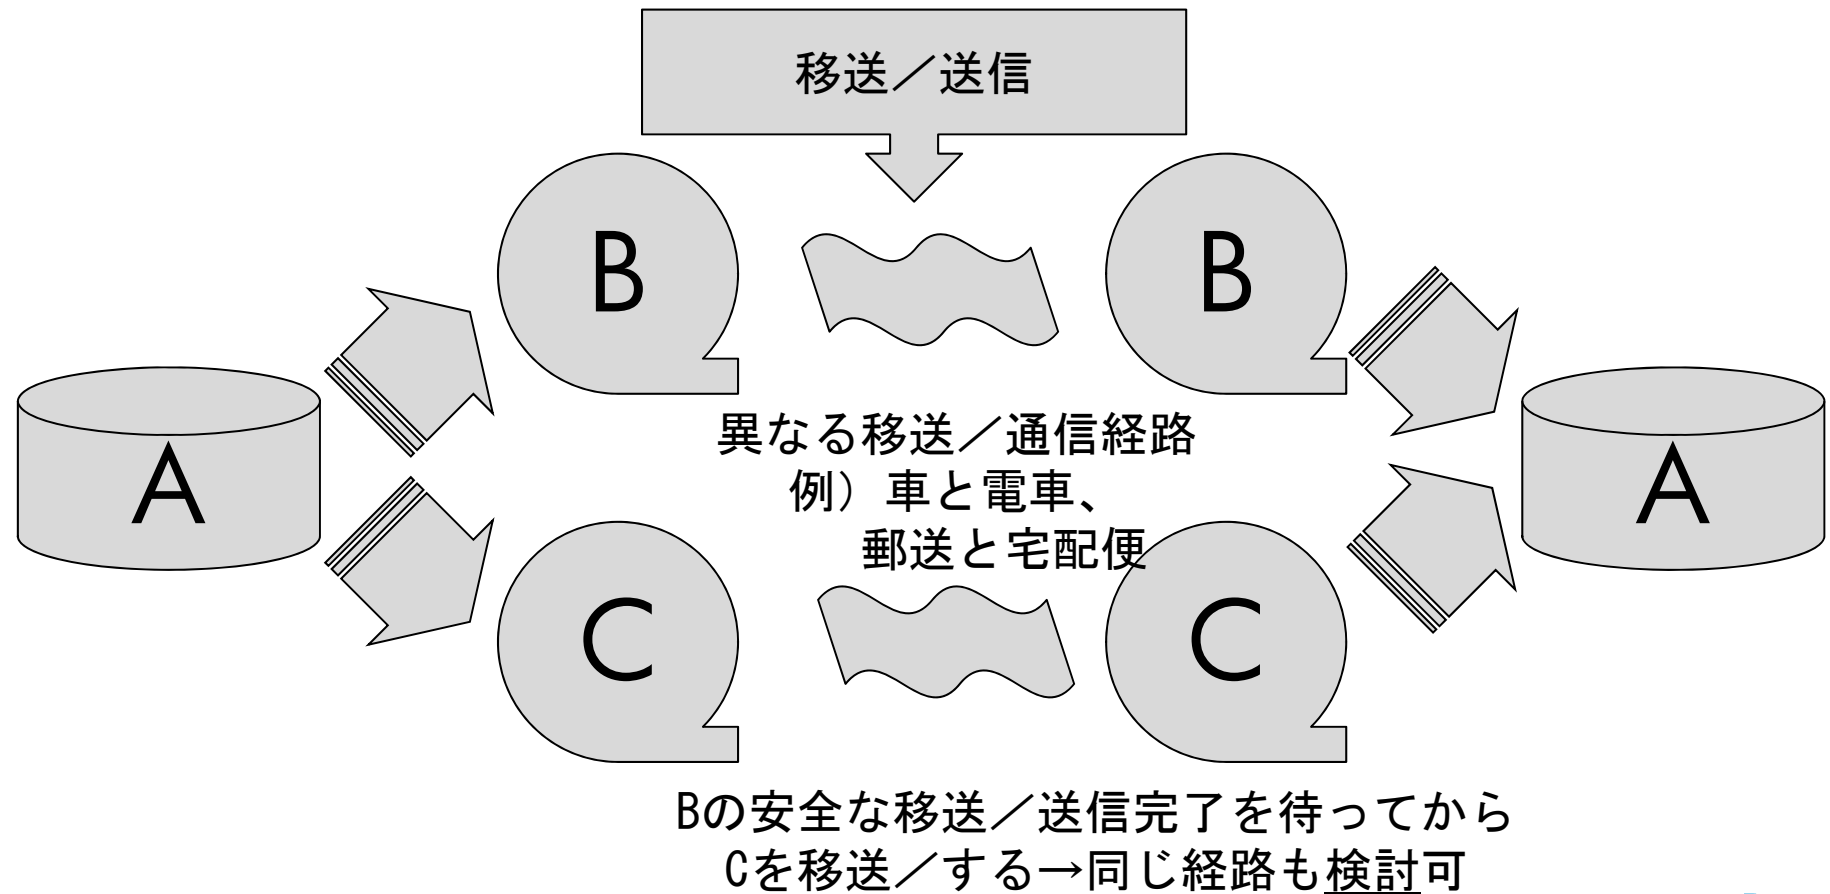 移送／送信
B
B
A
A
異なる移送／通信経路
例）車と電車、
郵送と宅配便
C
C
Bの安全な移送／送信完了を待ってから
Cを移送／する→同じ経路も検討可